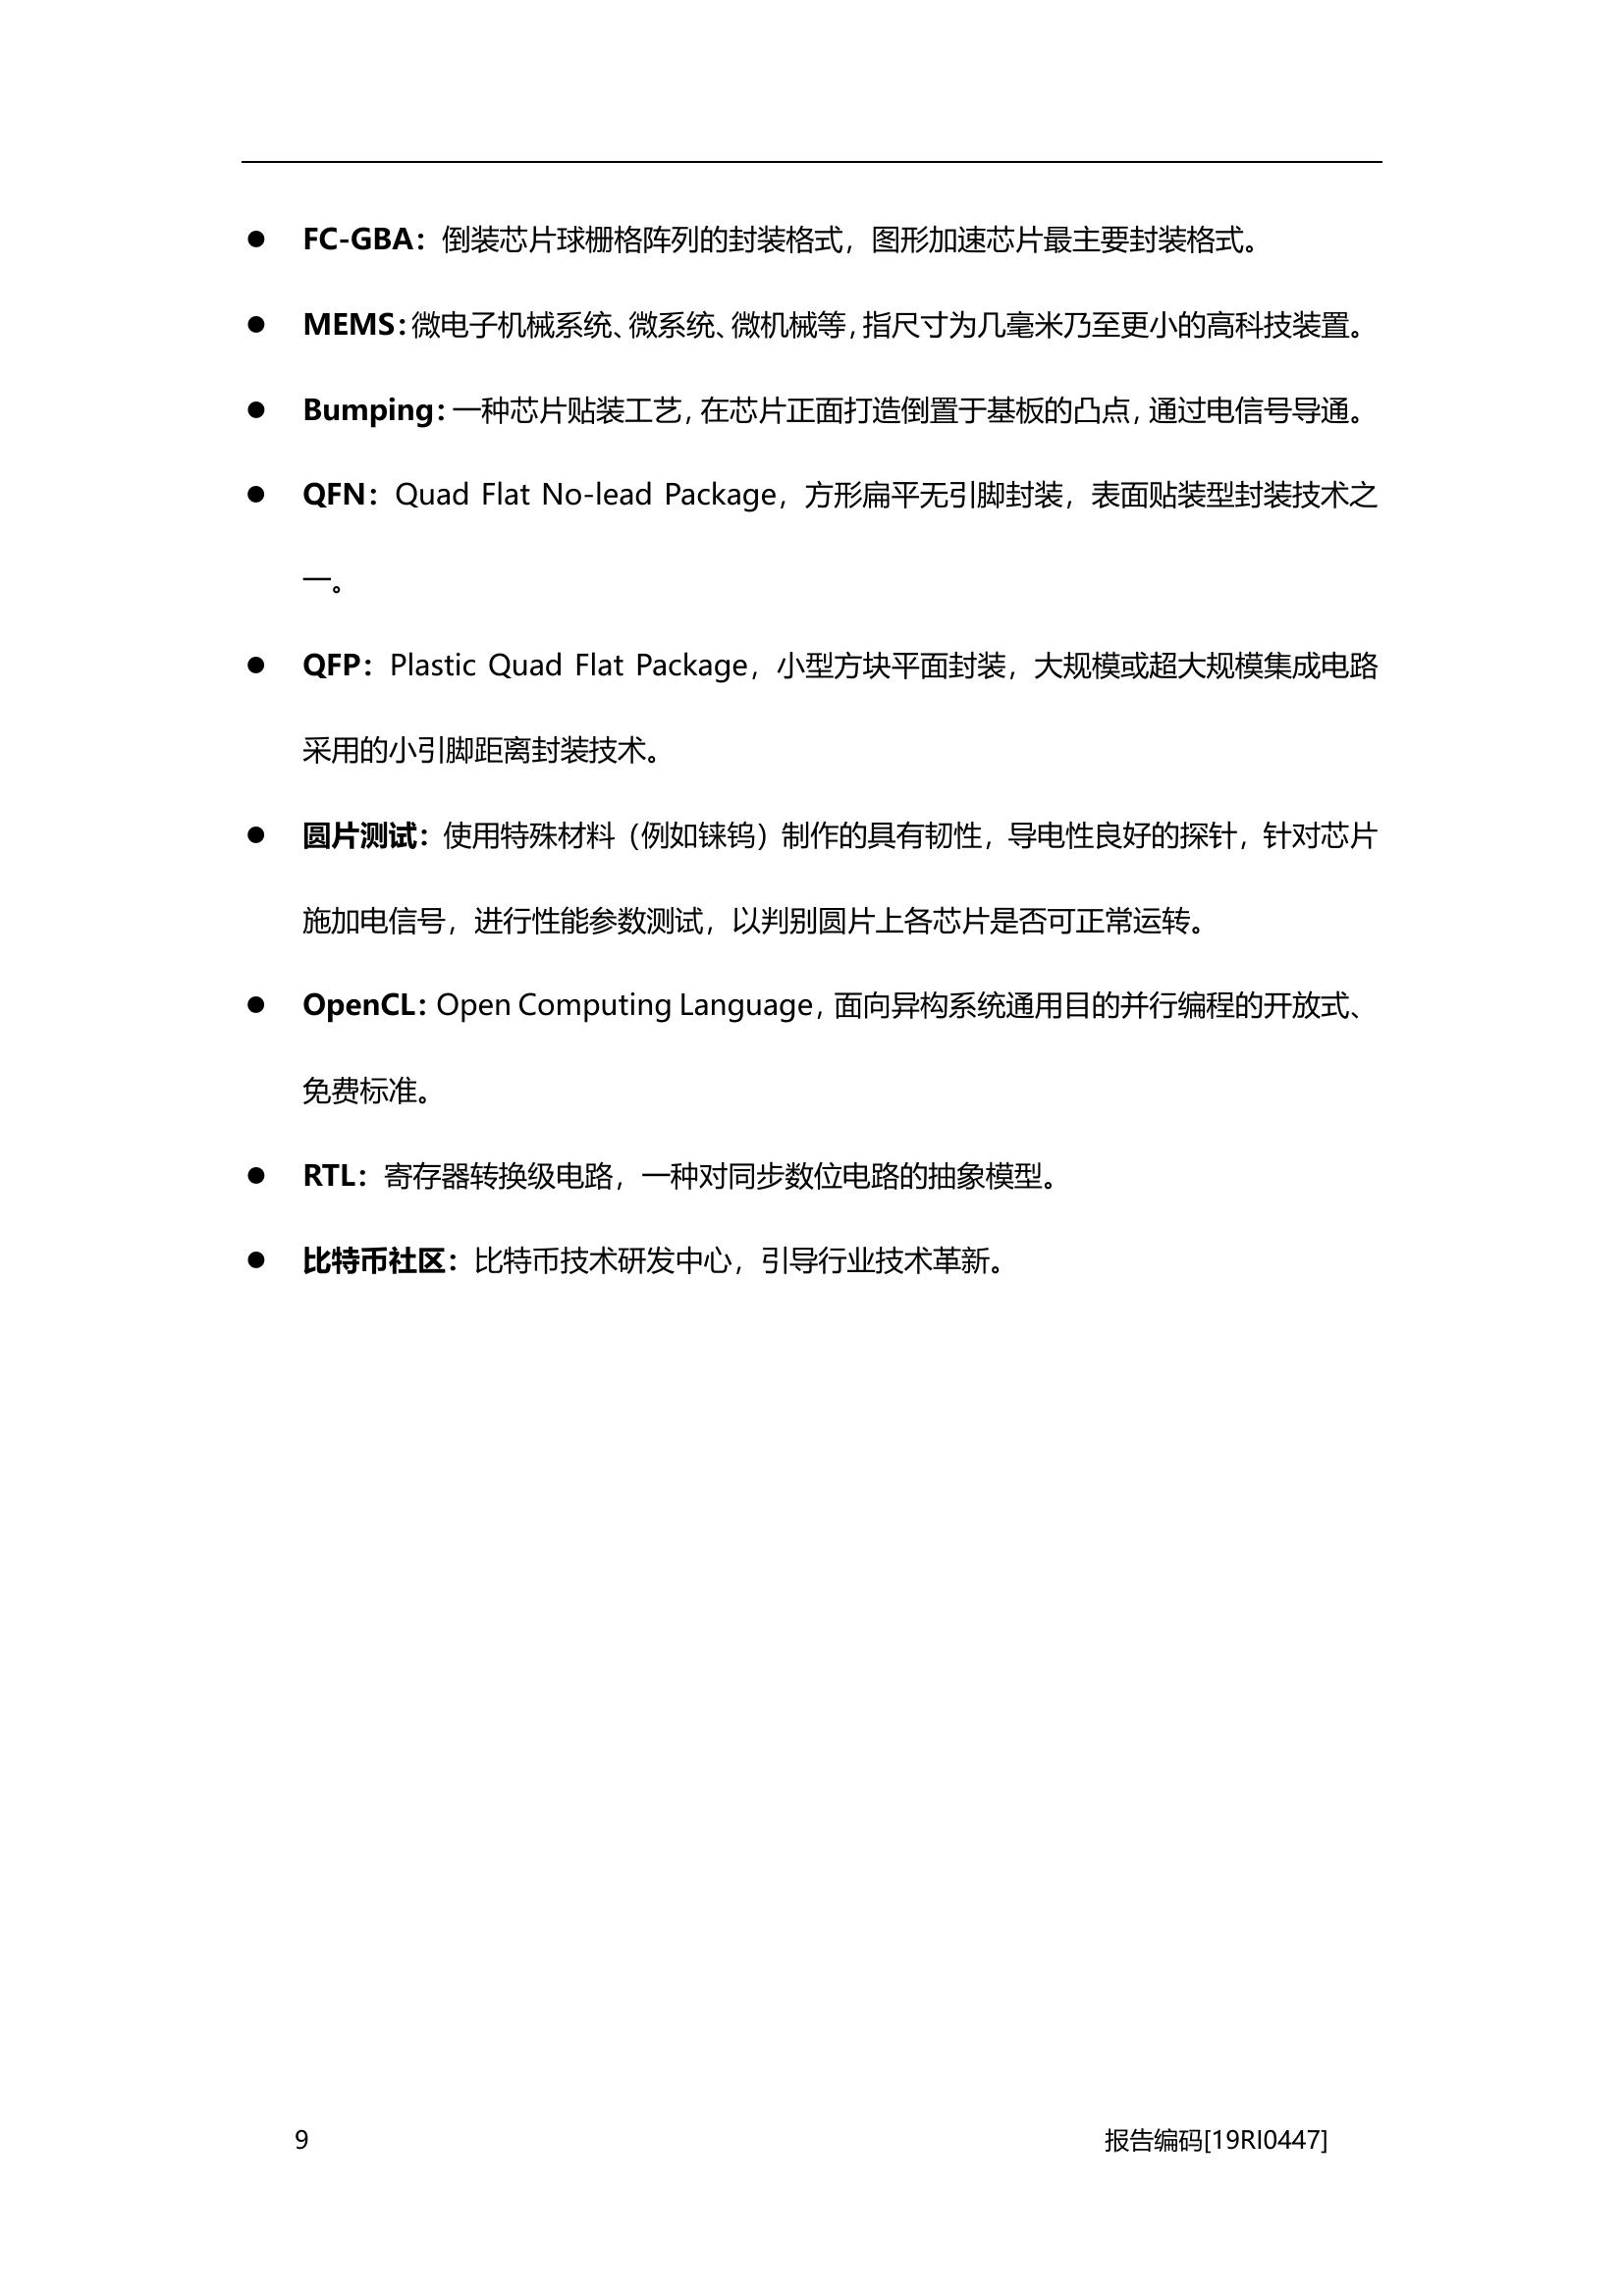 ● FC-GBA：倒装芯片球栅格阵列的封装格式，图形加速芯片最主要封装格式。
● MEMS：微电子机械系统、微系统、微机械等，指尺寸为几毫米乃至更小的高科技装置。
● Bumping：一种芯片贴装工艺，在芯片正面打造倒置于基板的凸点，通过电信号导通。
● QFN：Quad Flat No-lead Package，方形扁平无引脚封装，表面贴装型封装技术之
一。
● QFP：Plastic Quad Flat Package，小型方块平面封装，大规模或超大规模集成电路
采用的小引脚距离封装技术。
● 圆片测试：使用特殊材料（例如铼钨）制作的具有韧性，导电性良好的探针，针对芯片
施加电信号，进行性能参数测试，以判别圆片上各芯片是否可正常运转。
● OpenCL：Open Computing Language，面向异构系统通用目的并行编程的开放式、
免费标准。
● RTL：寄存器转换级电路，一种对同步数位电路的抽象模型。
● 比特币社区：比特币技术研发中心，引导行业技术革新。
9 报告编码[19RI0447]